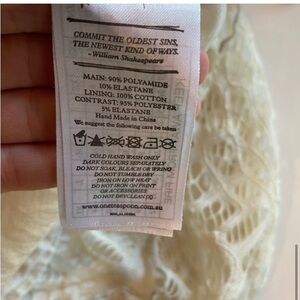 COMMIT THE OLDEST SINS,
THE NEWEST KIND OF WAYS.
-William Shakespeare
MAIN: 90% POLYAMIDE
10% ELASTANE
LINING: 100% COTTON
CONTRAST: 95% POLYESTER
5% ELASTANE
Hand Made in China
We suggest the following care be taken
COLD HAND WASH ONLY
DARK COLOURS SEPARATELY
DO NOT SOAK, BLEACH OR WRING
DO NOT TUMBLE DRY
IRON ON LOW HEAT
DO NOT IRON ON PRINT
OR ACCESSORIES
DO NOT DRYCLEAN
www.oneteaspoon.com.au